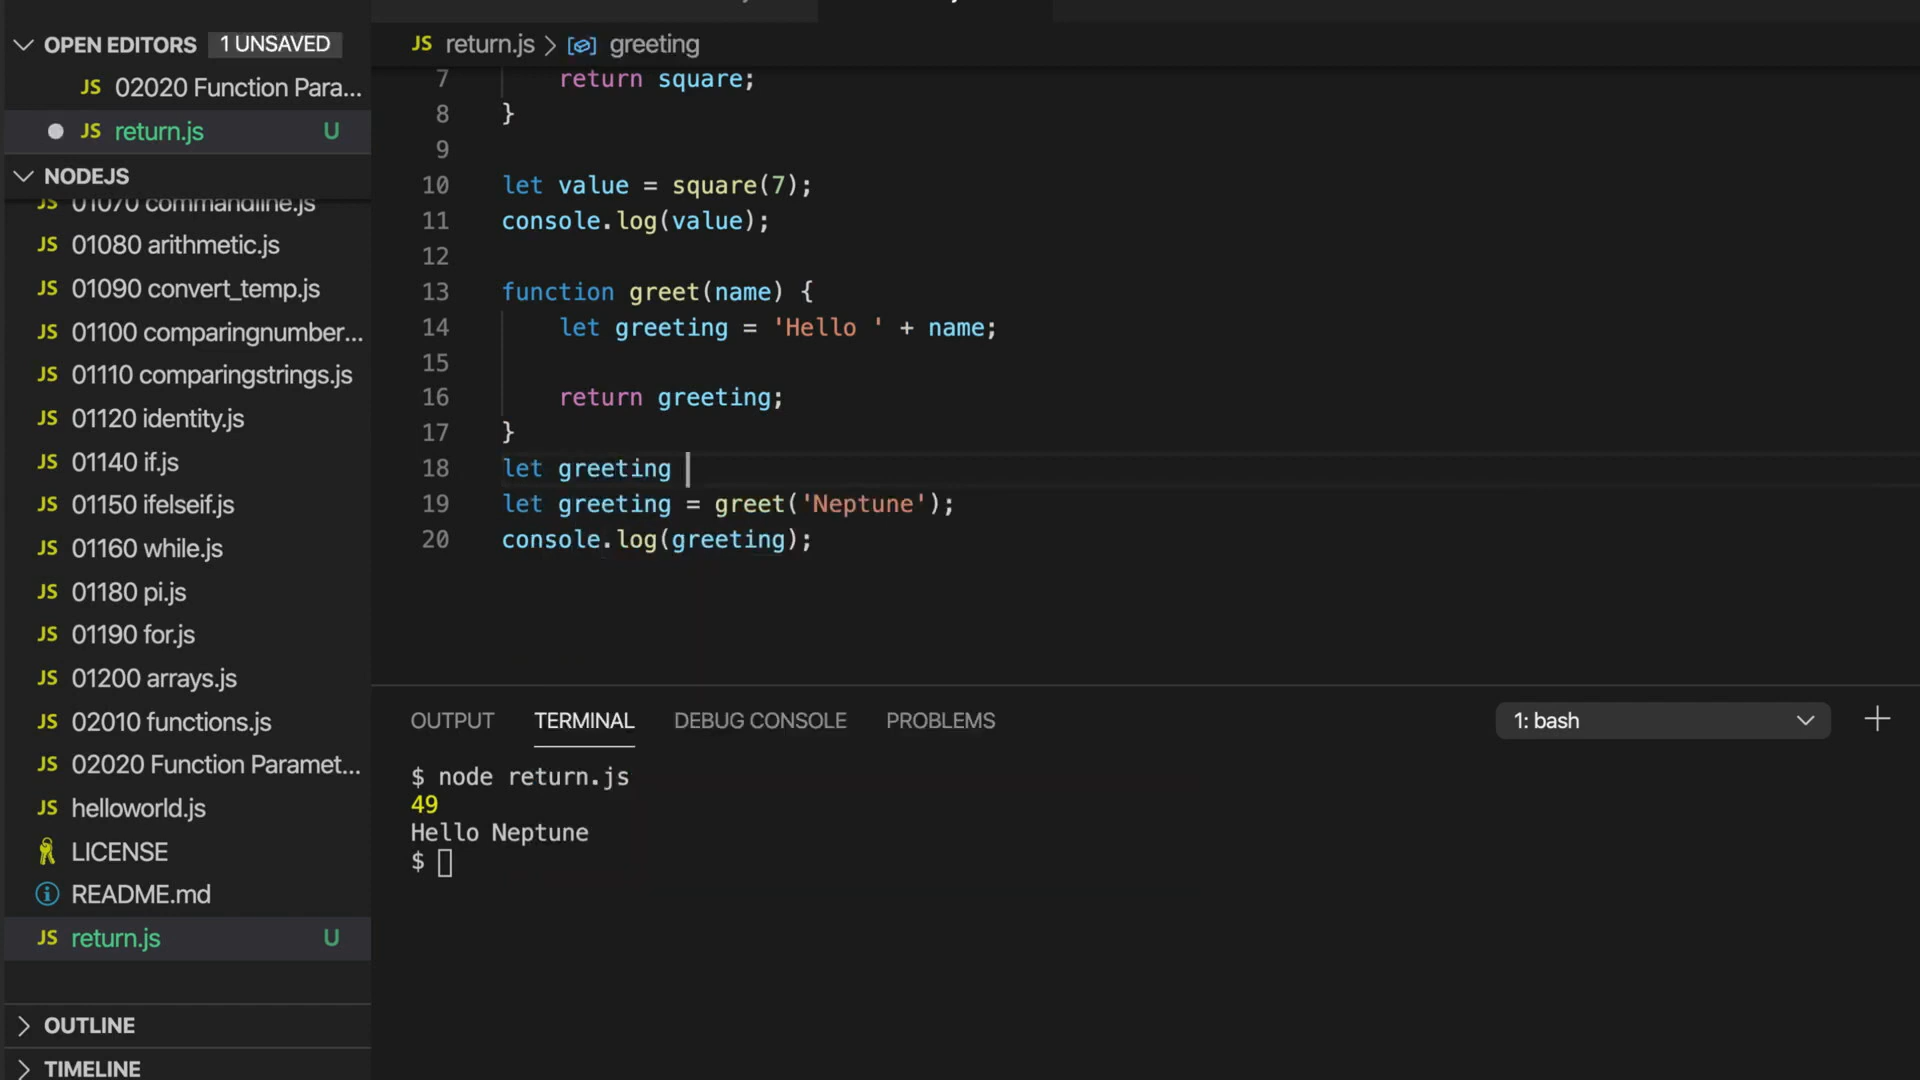 OPEN EDITORS 1 UNSAVED
JS 02020 Function Para...
JS return.js U
NODEJS
JS 01070 commandline.js
JS 01080 arithmetic.js
JS 01090 convert_temp.js
JS 01100 comparingnumber...
JS 01110 comparingstrings.js
JS 01120 identity.js
JS 01140 if.js
JS 01150 ifelseif.js
JS 01160 while.js
JS 01180 pi.js
JS 01190 for.js
JS 01200 arrays.js
JS 02010 functions.js
JS 02020 Function Paramet...
JS helloworld.js
LICENSE
README.md
JS return.js U
OUTLINE
TIMELINE
JS return.js > greeting
7 return square;
8 }
9
10 let value = square(7);
11 console.log(value);
12
13 function greet(name) {
14 let greeting = 'Hello ' + name;
15
16 return greeting;
17 }
18 let greeting
19 let greeting = greet('Neptune');
20 console.log(greeting);
OUTPUT TERMINAL DEBUG CONSOLE PROBLEMS 1: bash
$ node return.js
49
Hello Neptune
$